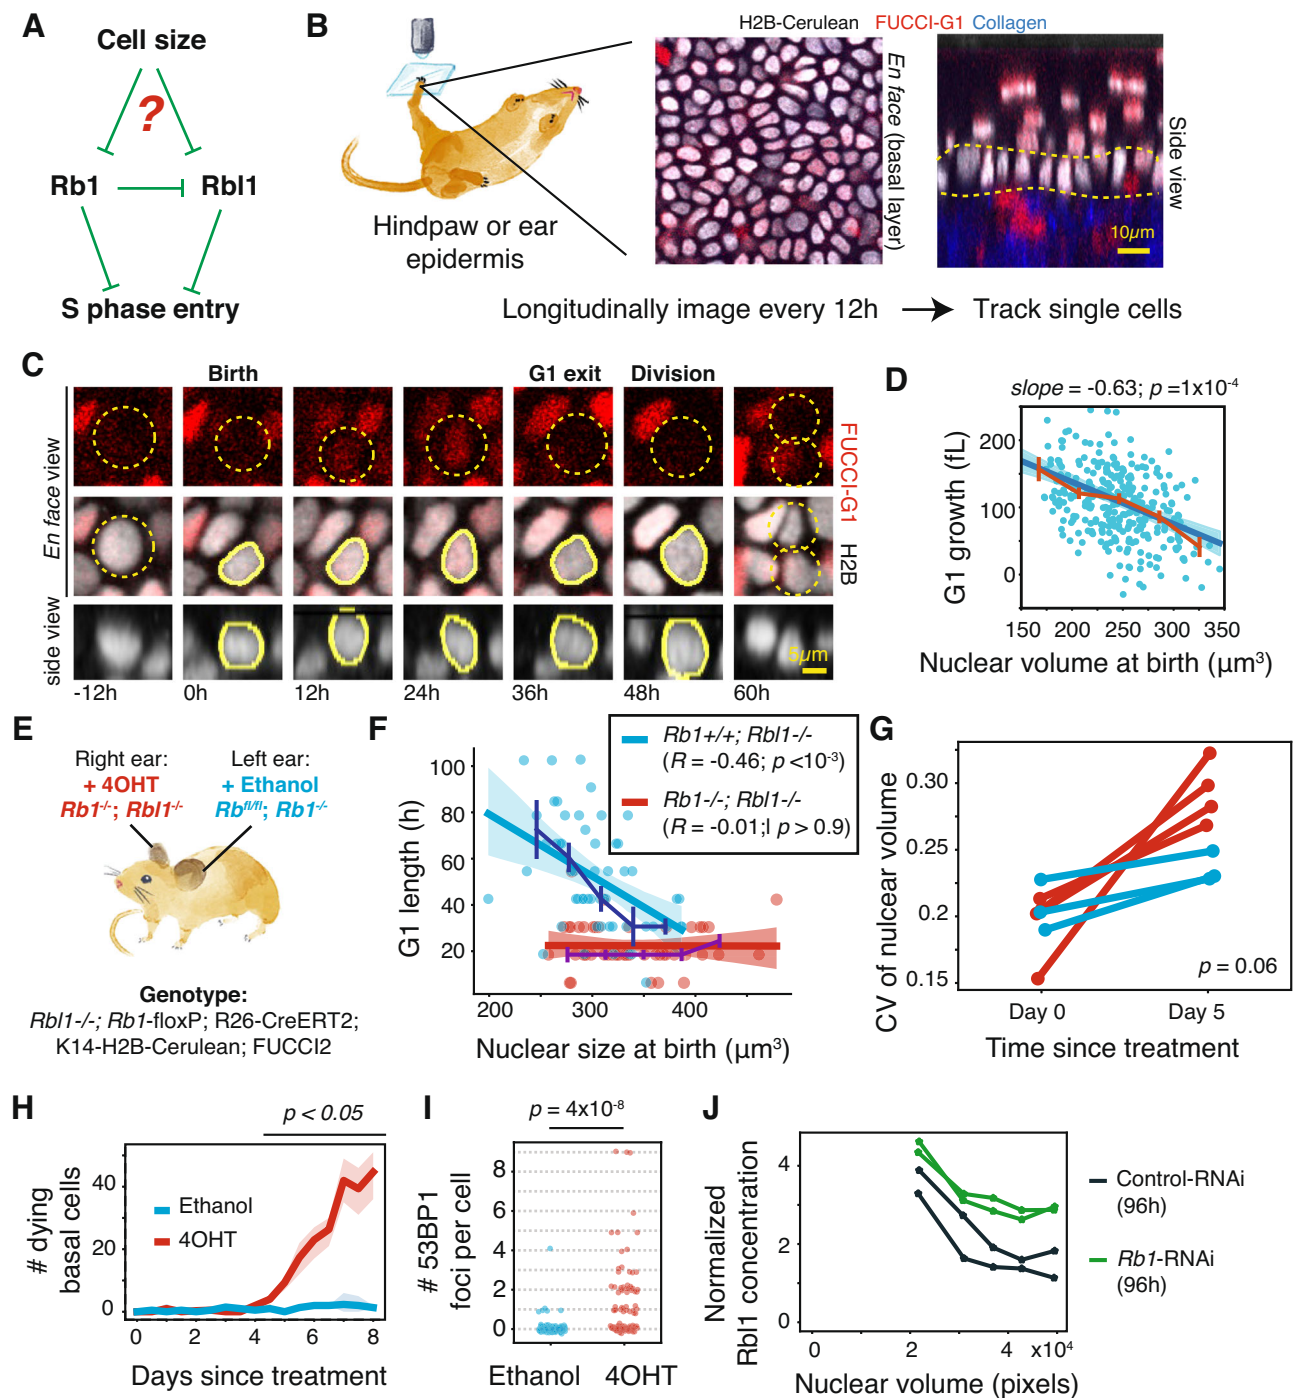 A
Cell size
?
Rb1
Rbl1
S phase entry
B
Hindpaw or ear
epidermis
H2B-Cerulean FUCCI-G1 Collagen
En face (basal layer)
Side view
10µm
Longitudinally image every 12h
Track single cells
C
Birth
G1 exit
Division
En face view
side view
FUCCI-G1
H2B
5µm
-12h
0h
12h
24h
36h
48h
60h
D
slope = -0.63; p =1x10⁻⁴
G1 growth (fL)
200
100
0
150
200
250
300
350
Nuclear volume at birth (µm³)
E
Right ear:
+ 4OHT
Rb1⁻/⁻; Rbl1⁻/⁻
Left ear:
+ Ethanol
Rbᶠˡ/ᶠˡ; Rb1⁻/⁻
Genotype:
Rbl1-/-; Rb1-floxP; R26-CreERT2;
K14-H2B-Cerulean; FUCCI2
F
Rb1+/+; Rbl1-/-
(R = -0.46; p <10⁻³)
Rb1-/-; Rbl1-/-
(R = -0.01;l p > 0.9)
G1 length (h)
100
80
60
40
20
200
300
400
Nuclear size at birth (µm³)
G
CV of nulcear volume
0.30
0.25
0.2
0.15
p = 0.06
Day 0
Day 5
Time since treatment
H
p < 0.05
# dying
basal cells
40
20
0
Ethanol
4OHT
0
2
4
6
8
Days since treatment
I
p = 4x10⁻⁸
# 53BP1
foci per cell
8
6
4
2
0
Ethanol
4OHT
J
Normalized
Rbl1 concentration
4
2
0
0
2
4
x10⁴
Nuclear volume (pixels)
Control-RNAi
(96h)
Rb1-RNAi
(96h)